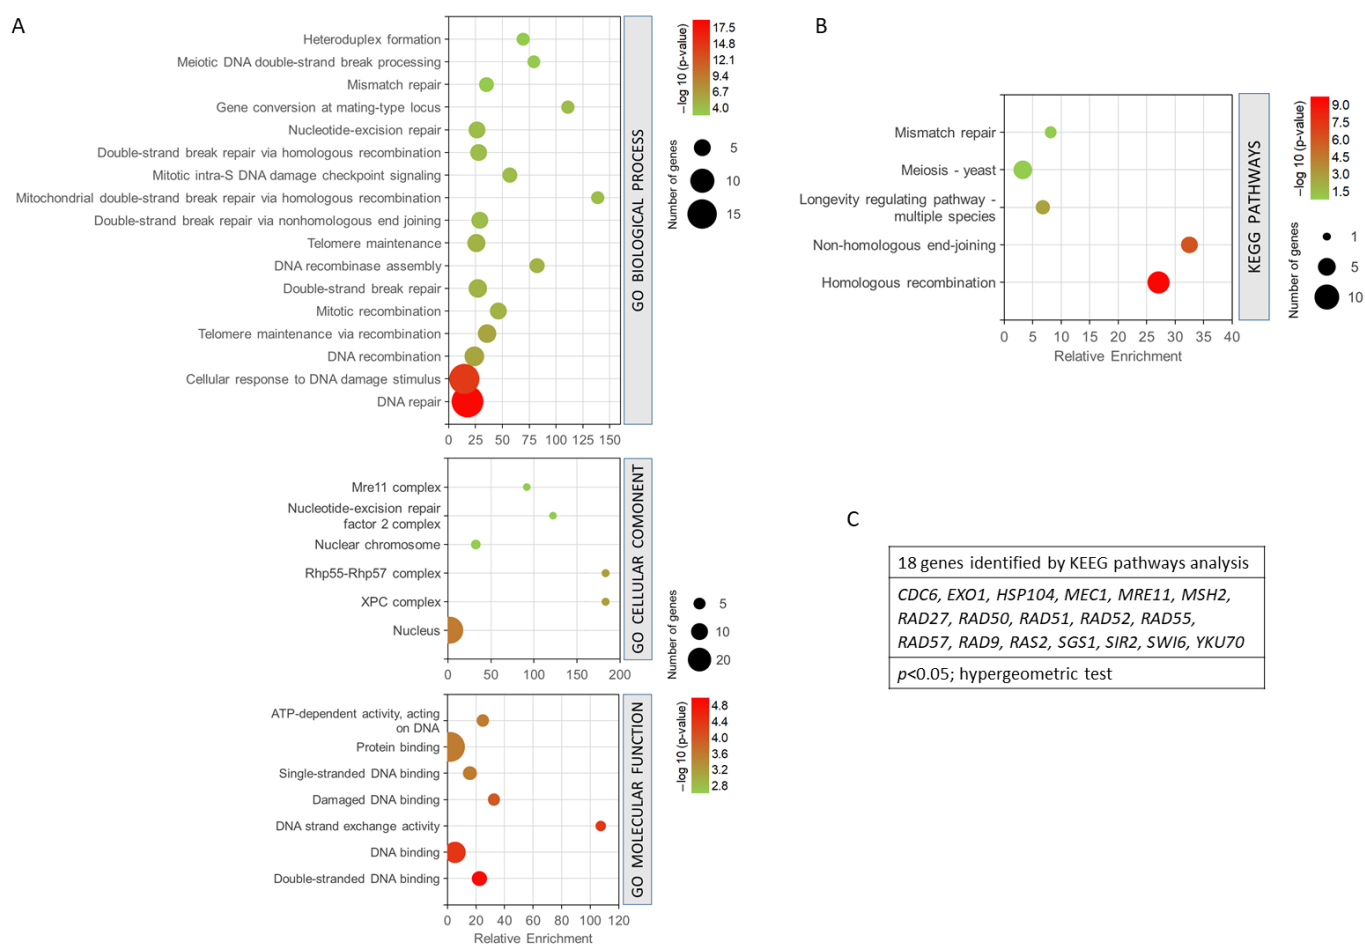 A
Heteroduplex formation
Meiotic DNA double-strand break processing
Mismatch repair
Gene conversion at mating-type locus
Nucleotide-excision repair
Double-strand break repair via homologous recombination
Mitotic intra-S DNA damage checkpoint signaling
Mitochondrial double-strand break repair via homologous recombination
Double-strand break repair via nonhomologous end joining
Telomere maintenance
DNA recombinase assembly
Double-strand break repair
Mitotic recombination
Telomere maintenance via recombination
DNA recombination
Cellular response to DNA damage stimulus
DNA repair
0 25 50 75 100 125 150
GO BIOLOGICAL PROCESS
−log 10 (p-value)
17.5
14.8
12.1
9.4
6.7
4.0
Number of genes
5
10
15
Mre11 complex
Nucleotide-excision repair
factor 2 complex
Nuclear chromosome
Rhp55-Rhp57 complex
XPC complex
Nucleus
0 50 100 150 200
GO CELLULAR COMONENT
Number of genes
5
10
20
ATP-dependent activity, acting
on DNA
Protein binding
Single-stranded DNA binding
Damaged DNA binding
DNA strand exchange activity
DNA binding
Double-stranded DNA binding
0 20 40 60 80 100 120
Relative Enrichment
GO MOLECULAR FUNCTION
−log 10 (p-value)
4.8
4.4
4.0
3.6
3.2
2.8
B
Mismatch repair
Meiosis - yeast
Longevity regulating pathway -
multiple species
Non-homologous end-joining
Homologous recombination
0 5 10 15 20 25 30 35 40
Relative Enrichment
KEGG PATHWAYS
−log 10 (p-value)
9.0
7.5
6.0
4.5
3.0
1.5
Number of genes
1
5
10
C
18 genes identified by KEEG pathways analysis
CDC6, EXO1, HSP104, MEC1, MRE11, MSH2,
RAD27, RAD50, RAD51, RAD52, RAD55,
RAD57, RAD9, RAS2, SGS1, SIR2, SWI6, YKU70
p<0.05; hypergeometric test